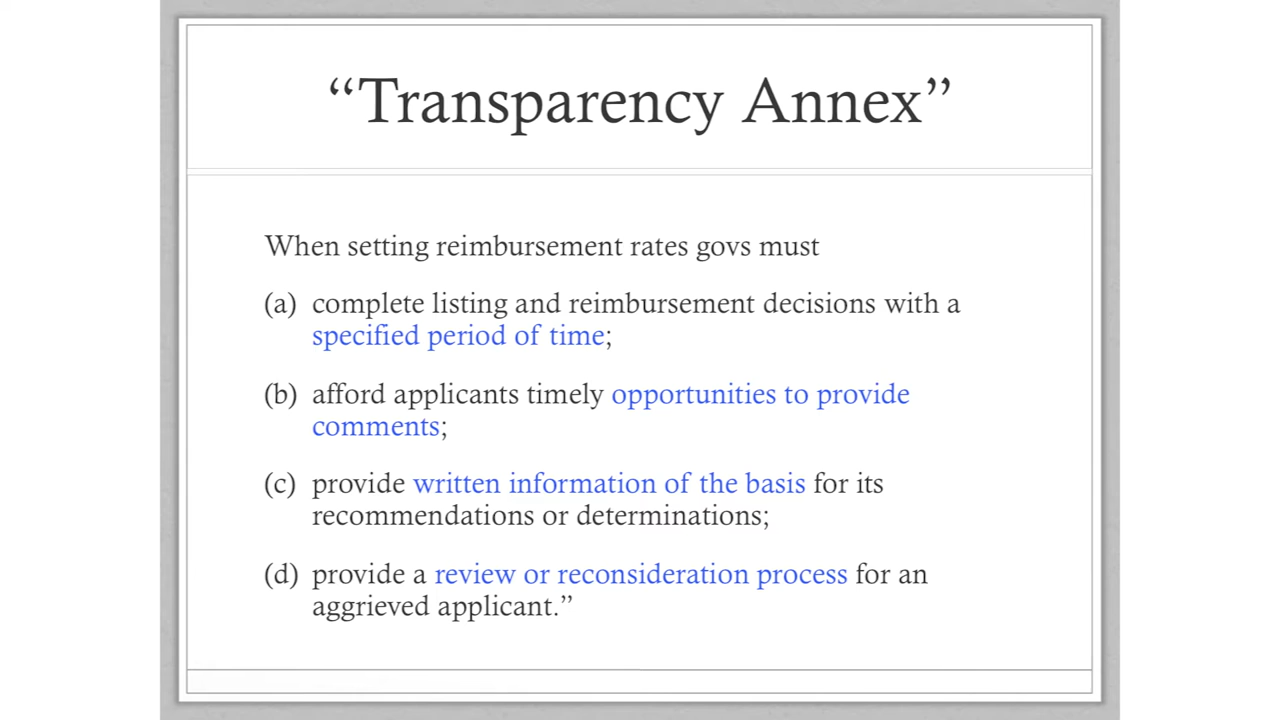 “Transparency Annex”
When setting reimbursement rates govs must
(a) complete listing and reimbursement decisions with a
specified period of time;
(b) afford applicants timely opportunities to provide
comments;
(c) provide written information of the basis for its
recommendations or determinations;
(d) provide a review or reconsideration process for an
aggrieved applicant.”